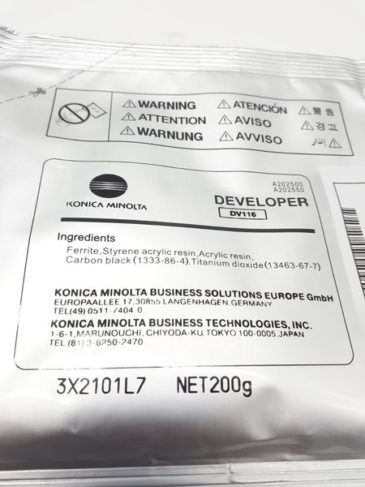 WARNING
ATENCIÓN
警告
ATTENTION
AVISO
경고
WARNUNG
AVVISO
إنذار
A202500
A202550
KONICA MINOLTA
DEVELOPER
DV116
Ingredients
Ferrite,Styrene acrylic resin,Acrylic resin,
Carbon black (1333-86-4),Titanium dioxide(13463-67-7)
KONICA MINOLTA BUSINESS SOLUTIONS EUROPE GmbH
EUROPAALLEE 17.30855 LANGENHAGEN.GERMANY
TEL(49) 0511-7404 0
KONICA MINOLTA BUSINESS TECHNOLOGIES, INC.
1-6-1,MARUNOUCHI,CHIYODA-KU,TOKYO 100-0005,JAPAN
TEL (81) 3-6250-2470
3X2101L7 NET200g